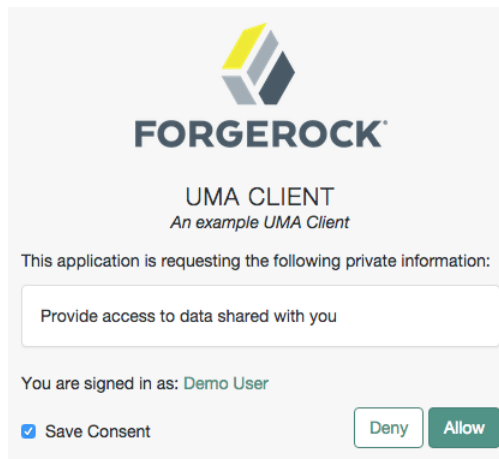 FORGEROCK
UMA CLIENT
An example UMA Client
This application is requesting the following private information:
Provide access to data shared with you
You are signed in as: Demo User
Save Consent
Deny
Allow